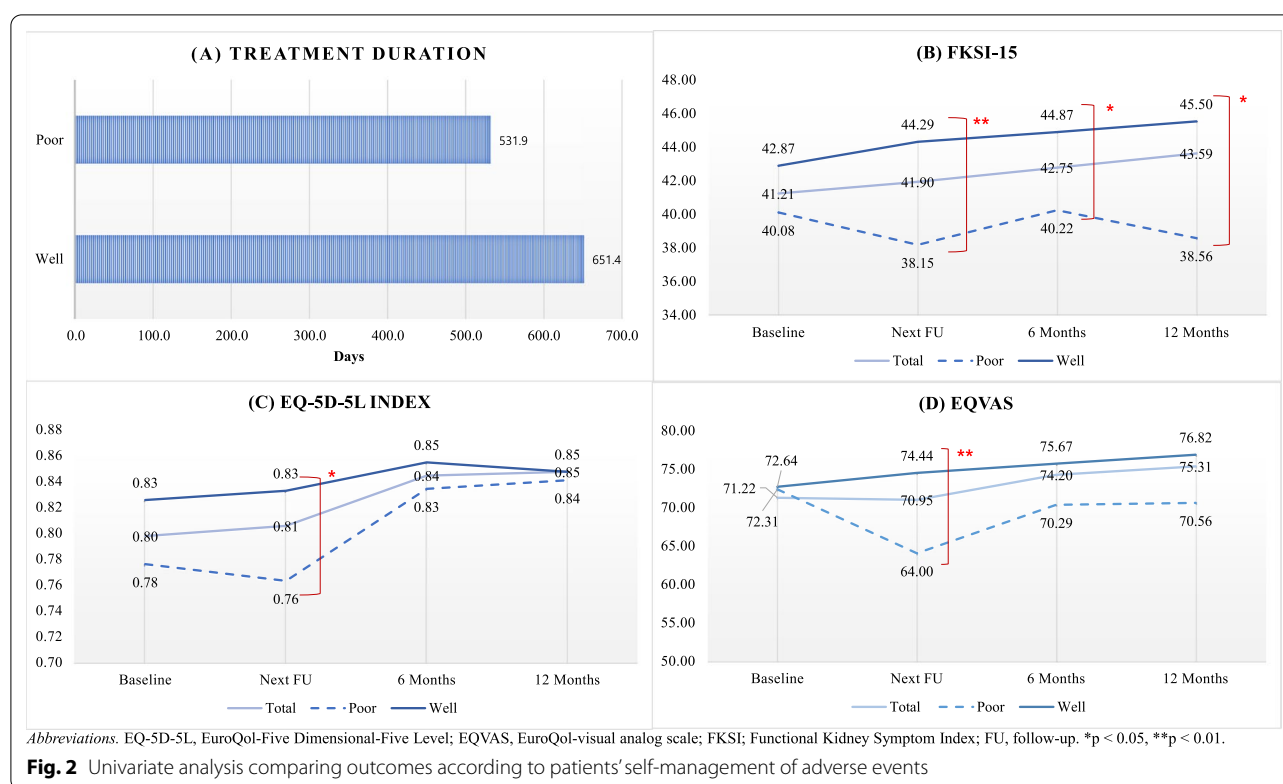 (A) TREATMENT DURATION
Poor
531.9
Well
651.4
0.0 100.0 200.0 300.0 400.0 500.0 600.0 700.0
Days
(B) FKSI-15
48.00
46.00
44.00
42.00
40.00
38.00
36.00
34.00
42.87 44.29 44.87 45.50
41.21 41.90 42.75 43.59
40.08 38.15 40.22 38.56
** * *
Baseline Next FU 6 Months 12 Months
Total Poor Well
(C) EQ-5D-5L INDEX
0.88
0.86
0.84
0.82
0.80
0.78
0.76
0.74
0.72
0.70
0.83 0.83 0.85 0.85
0.80 0.81 0.84 0.85
0.78 0.76 0.83 0.84
*
Baseline Next FU 6 Months 12 Months
Total Poor Well
(D) EQVAS
80.00
75.00
70.00
65.00
60.00
55.00
50.00
72.64 74.44 75.67 76.82
71.22 70.95 74.20 75.31
72.31 64.00 70.29 70.56
**
Baseline Next FU 6 Months 12 Months
Total Poor Well
Abbreviations. EQ-5D-5L, EuroQol-Five Dimensional-Five Level; EQVAS, EuroQol-visual analog scale; FKSI; Functional Kidney Symptom Index; FU, follow-up. *p < 0.05, **p < 0.01.
Fig. 2 Univariate analysis comparing outcomes according to patients' self-management of adverse events